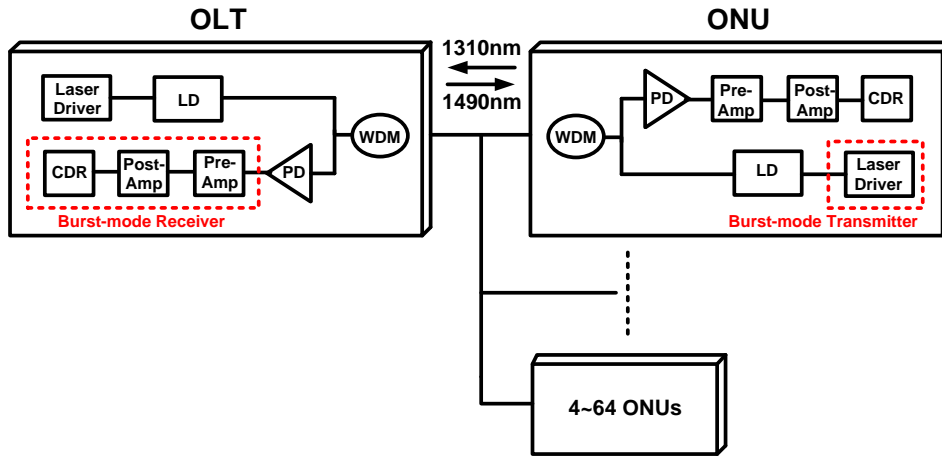 OLT
ONU
1310nm
1490nm
Laser
Driver
LD
WDM
CDR
Post-
Amp
Pre-
Amp
PD
Burst-mode Receiver
WDM
PD
Pre-
Amp
Post-
Amp
CDR
LD
Laser
Driver
Burst-mode Transmitter
4~64 ONUs